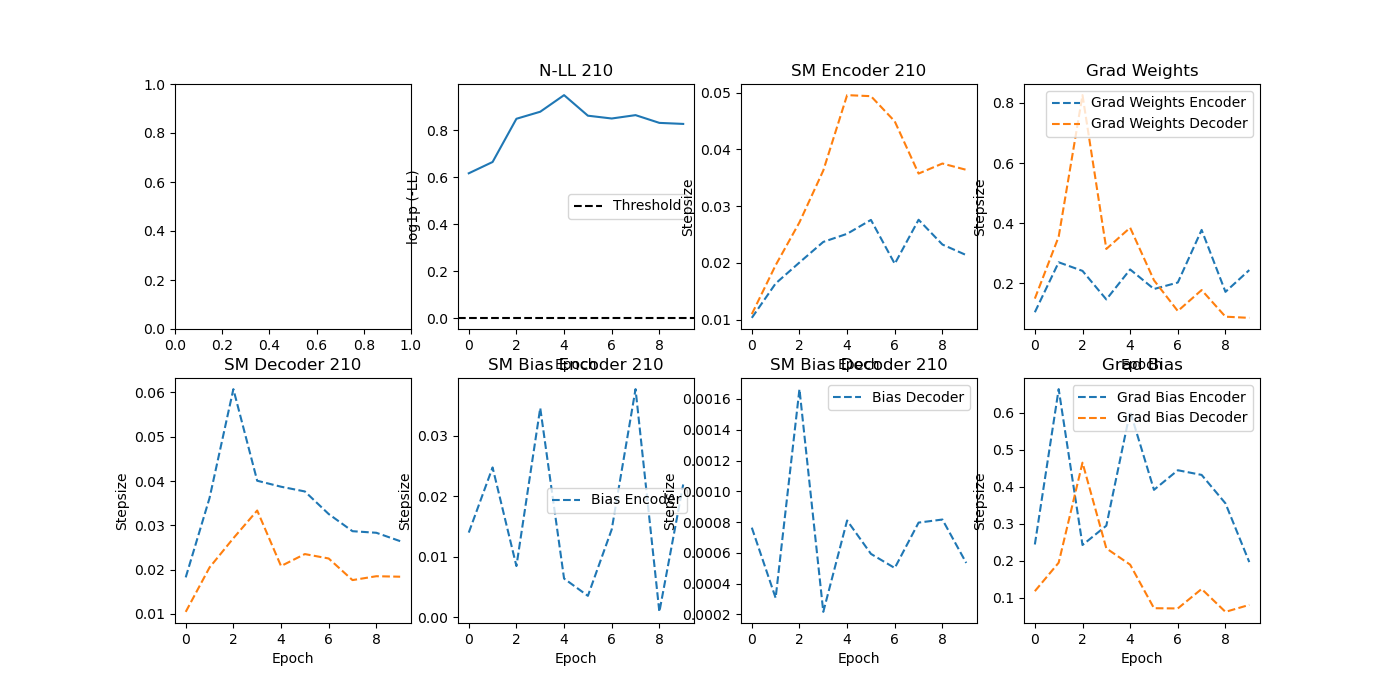 N-LL 210
SM Encoder 210
Grad Weights
1.0
0.8
0.6
0.4
0.2
0.0
0.0 0.2 0.4 0.6 0.8 1.0
log1p (-LL)
0.8
0.6
0.4
0.2
0.0
Threshold
0 2 4 6 8
Epoch
Stepsize
0.05
0.04
0.03
0.02
0.01
0 2 4 6 8
Epoch
Stepsize
0.8
0.6
0.4
0.2
Grad Weights Encoder
Grad Weights Decoder
0 2 4 6 8
Epoch
SM Decoder 210
SM Bias Encoder 210
SM Bias Decoder 210
Grad Bias
Stepsize
0.06
0.05
0.04
0.03
0.02
0.01
0 2 4 6 8
Epoch
Stepsize
0.03
0.02
0.01
0.00
Bias Encoder
0 2 4 6 8
Epoch
Stepsize
0.0016
0.0014
0.0012
0.0010
0.0008
0.0006
0.0004
0.0002
Bias Decoder
0 2 4 6 8
Epoch
Stepsize
0.6
0.5
0.4
0.3
0.2
0.1
Grad Bias Encoder
Grad Bias Decoder
0 2 4 6 8
Epoch